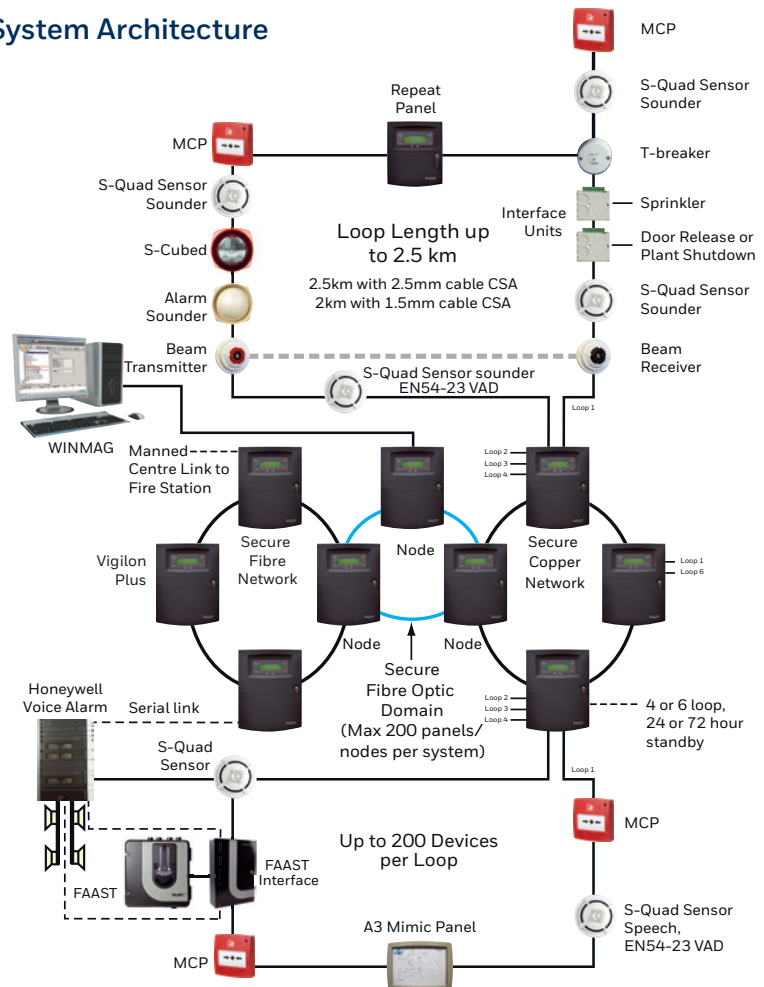 System Architecture
MCP
S-Quad Sensor
Sounder
Repeat
Panel
MCP
T-breaker
S-Quad Sensor
Sounder
Interface
Units
Sprinkler
Loop Length up
to 2.5 km
S-Cubed
Door Release or
Plant Shutdown
2.5km with 2.5mm cable CSA
2km with 1.5mm cable CSA
Alarm
Sounder
S-Quad Sensor
Sounder
Beam
Transmitter
Beam
Receiver
S-Quad Sensor sounder
EN54-23 VAD
Loop 1
WINMAG
Manned
Centre Link to
Fire Station
Loop 2
Loop 3
Loop 4
Vigilon
Plus
Secure
Fibre
Network
Node
Secure
Copper
Network
Loop 1
Loop 6
Node
Node
Secure
Fibre Optic
Domain
(Max 200 panels/
nodes per system)
Honeywell
Voice Alarm
Serial link
Loop 2
Loop 3
Loop 4
4 or 6 loop,
24 or 72 hour
standby
S-Quad
Sensor
Loop 1
MCP
Up to 200 Devices
per Loop
FAAST
FAAST
Interface
A3 Mimic Panel
S-Quad Sensor
Speech,
EN54-23 VAD
MCP